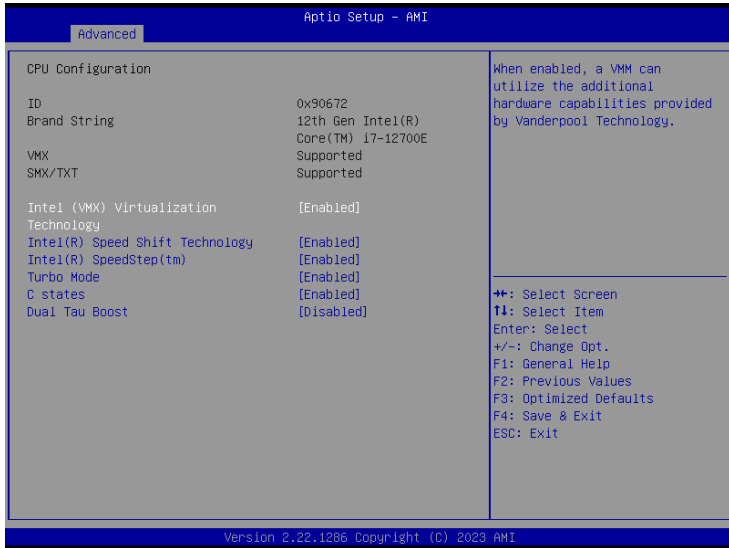 Aptio Setup – AMI
Advanced
CPU Configuration
ID 0x90672
Brand String 12th Gen Intel(R)
Core(TM) i7-12700E
VMX Supported
SMX/TXT Supported
Intel (VMX) Virtualization [Enabled]
Technology
Intel(R) Speed Shift Technology [Enabled]
Intel(R) SpeedStep(tm) [Enabled]
Turbo Mode [Enabled]
C states [Enabled]
Dual Tau Boost [Disabled]
When enabled, a VMM can
utilize the additional
hardware capabilities provided
by Vanderpool Technology.
→←: Select Screen
↑↓: Select Item
Enter: Select
+/-: Change Opt.
F1: General Help
F2: Previous Values
F3: Optimized Defaults
F4: Save & Exit
ESC: Exit
Version 2.22.1286 Copyright (C) 2023 AMI